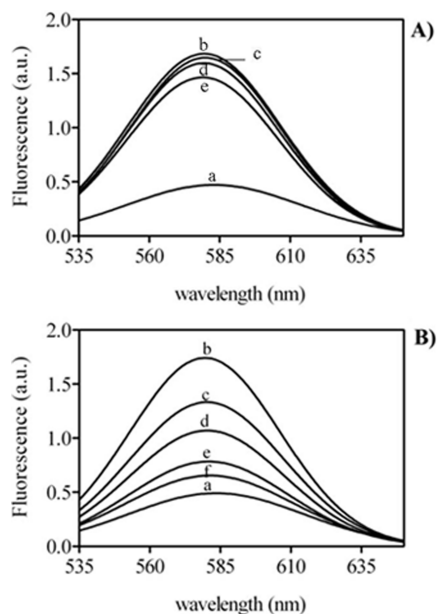 A)
2.0
1.5
1.0
0.5
0.0
Fluorescence (a.u.)
b
c
d
e
a
535 560 585 610 635
wavelength (nm)
B)
2.0
1.5
1.0
0.5
0.0
Fluorescence (a.u.)
b
c
d
e
f
a
535 560 585 610 635
wavelength (nm)